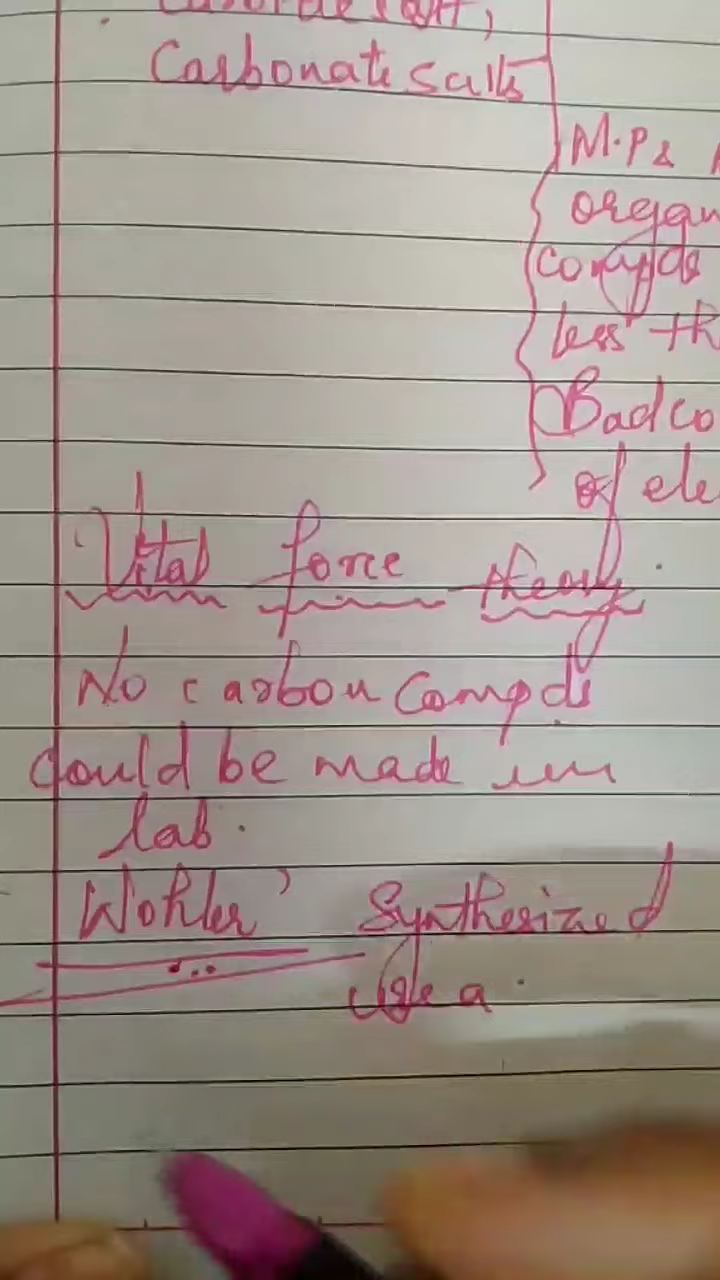 Carbonate salts
M.P &
organ
compds
less th
Bad co
of ele
Vital force theory.
No carbon compds
could be made in
lab.
Wohler' Synthesized
Urea.